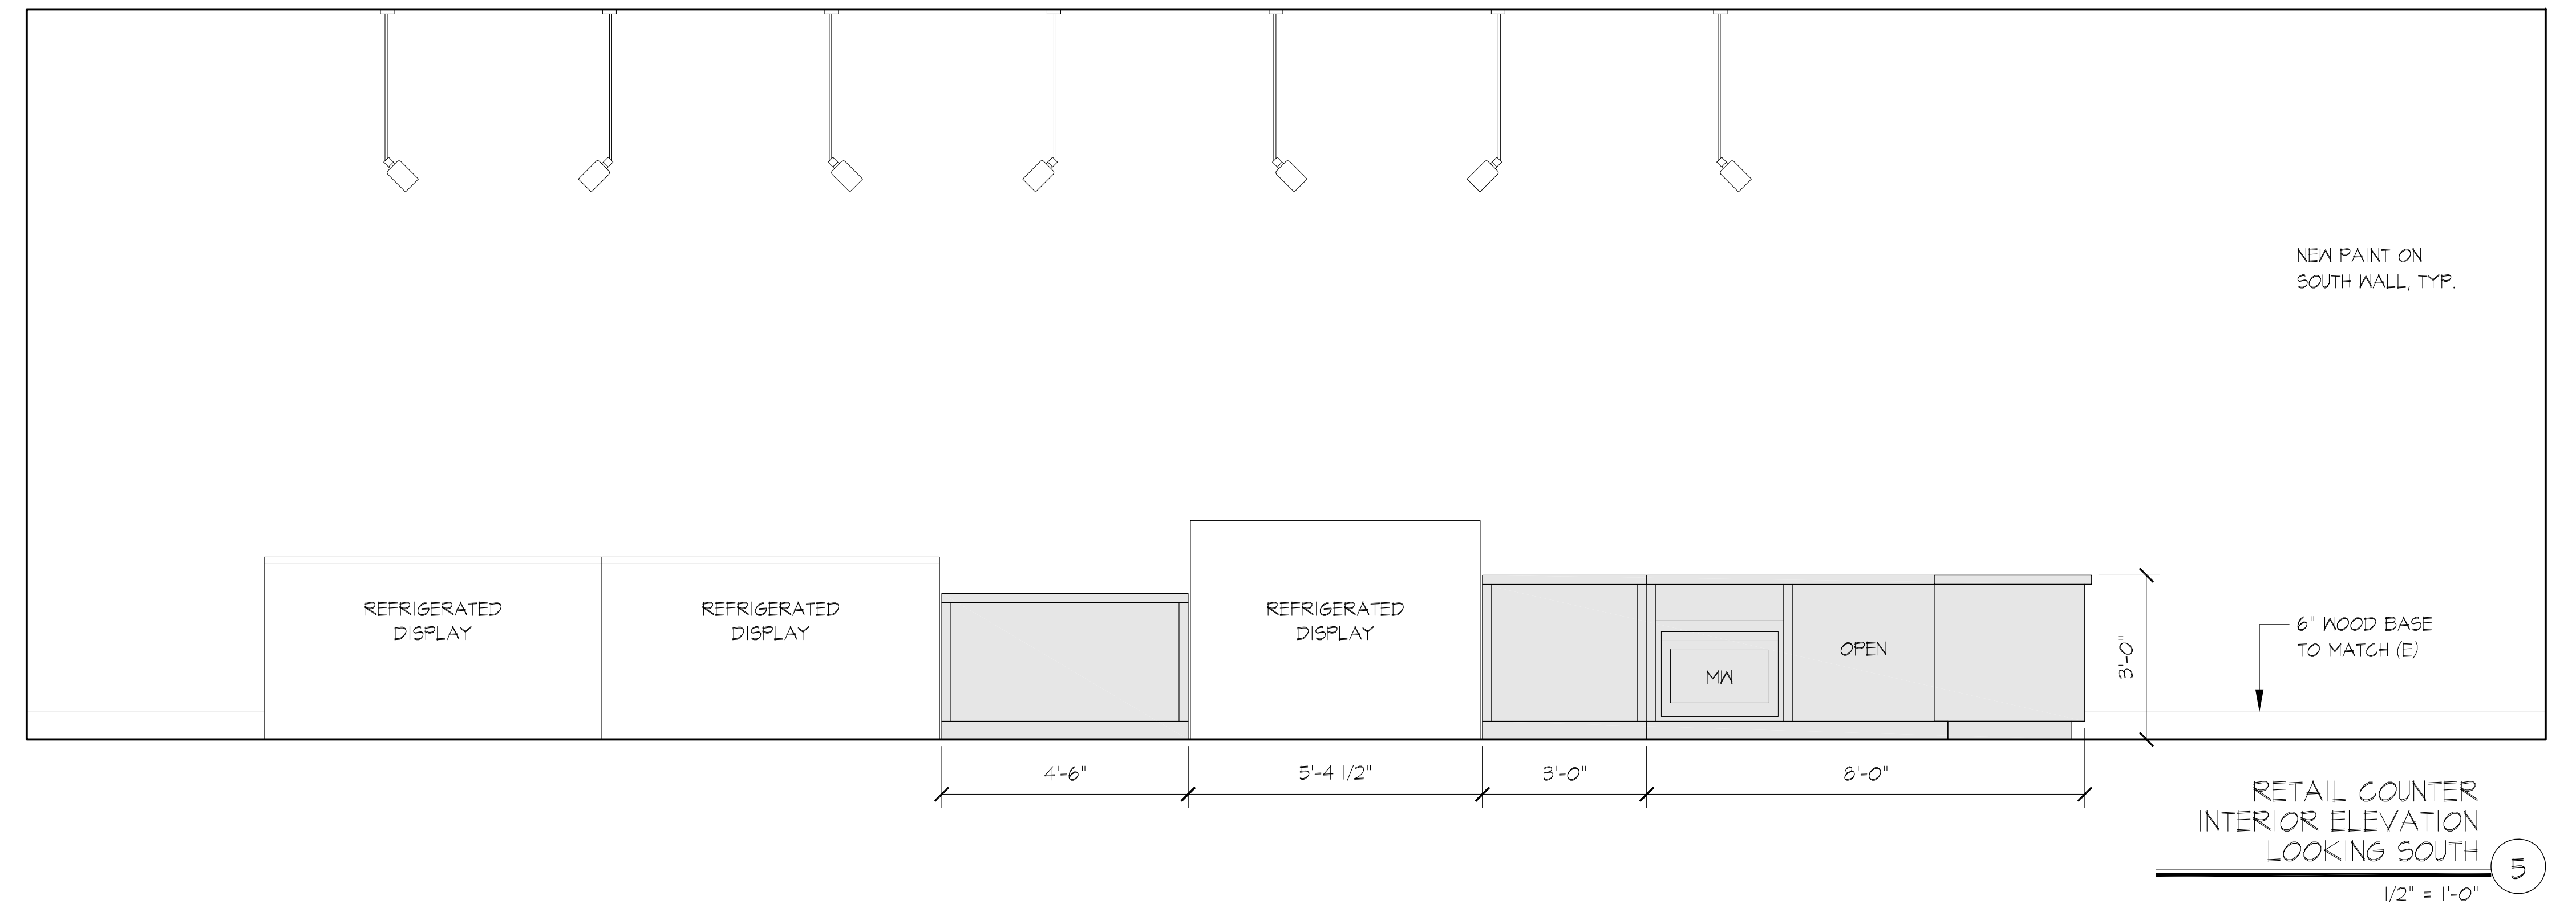 NEW PAINT ON
SOUTH WALL, TYP.
REFRIGERATED
DISPLAY
REFRIGERATED
DISPLAY
REFRIGERATED
DISPLAY
MW
OPEN
3'-0"
6" WOOD BASE
TO MATCH (E)
4'-6"
5'-4 1/2"
3'-0"
8'-0"
RETAIL COUNTER
INTERIOR ELEVATION
LOOKING SOUTH
5
1/2" = 1'-0"